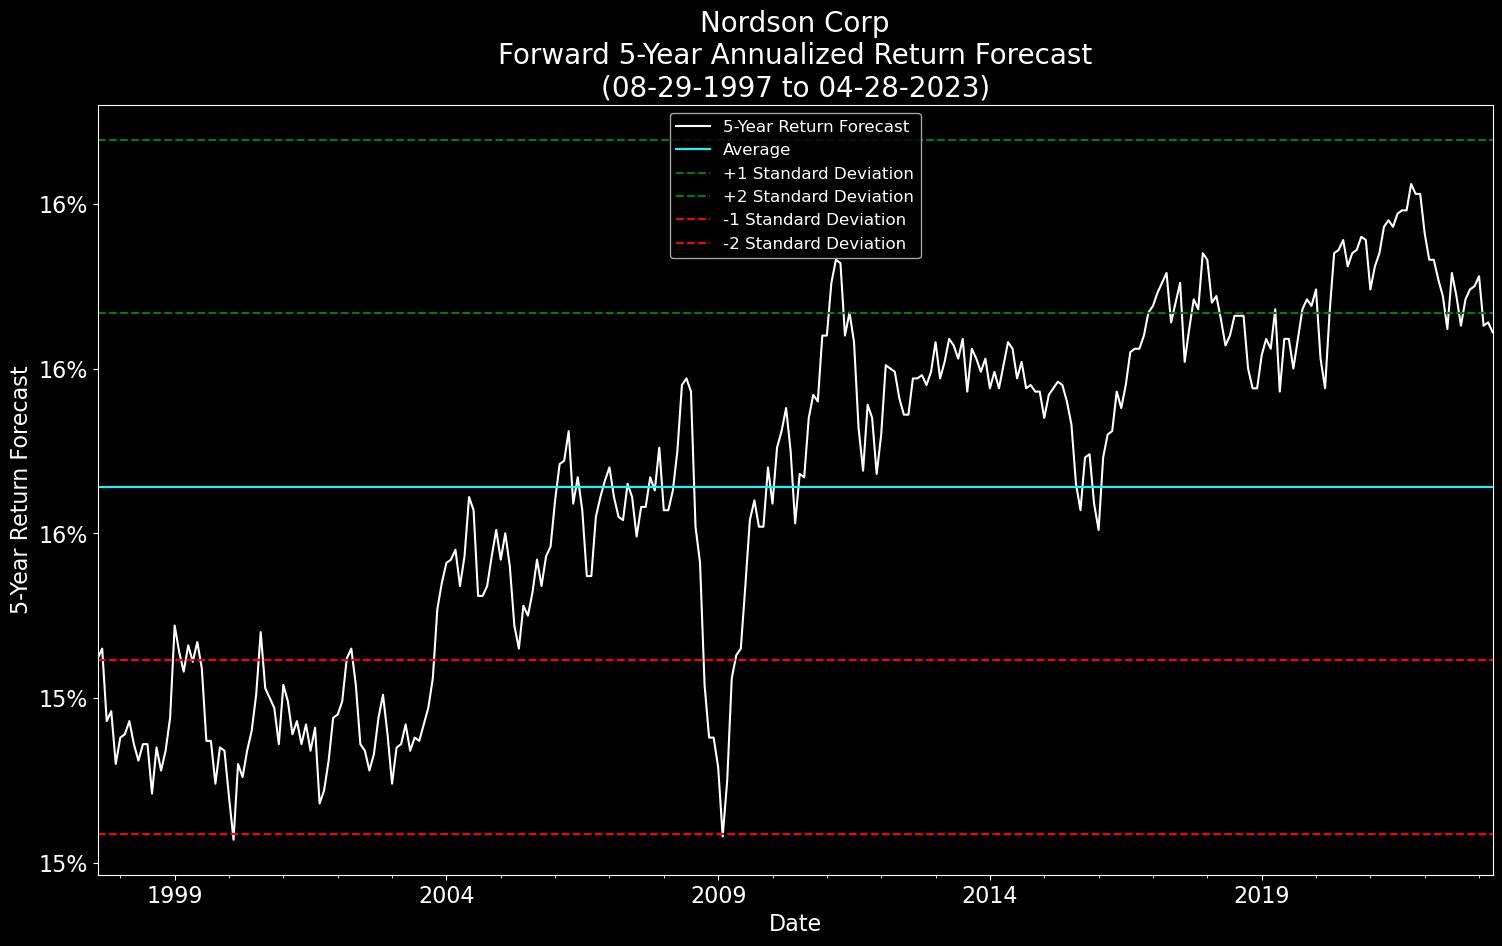 Nordson Corp
Forward 5-Year Annualized Return Forecast
(08-29-1997 to 04-28-2023)
5-Year Return Forecast
Average
+1 Standard Deviation
+2 Standard Deviation
-1 Standard Deviation
-2 Standard Deviation
16%
16%
16%
15%
15%
5-Year Return Forecast
1999
2004
2009
2014
2019
Date